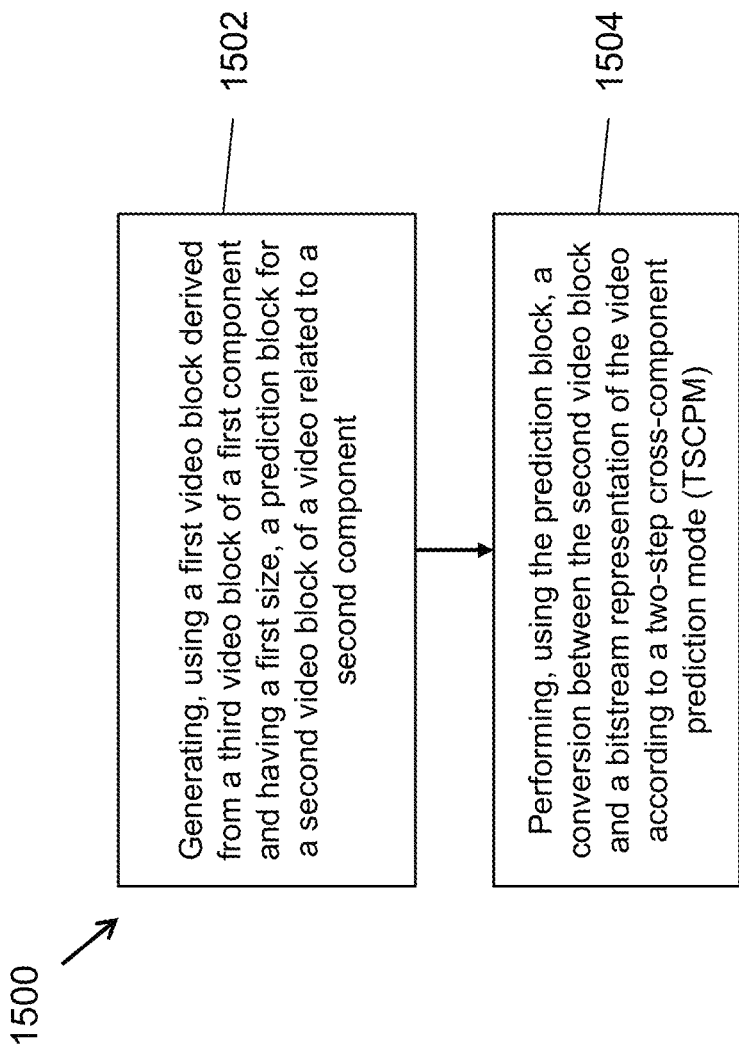 1500
Generating, using a first video block derived
from a third video block of a first component
and having a first size, a prediction block for
a second video block of a video related to a
second component
1502
Performing, using the prediction block, a
conversion between the second video block
and a bitstream representation of the video
according to a two-step cross-component
prediction mode (TSCPM)
1504